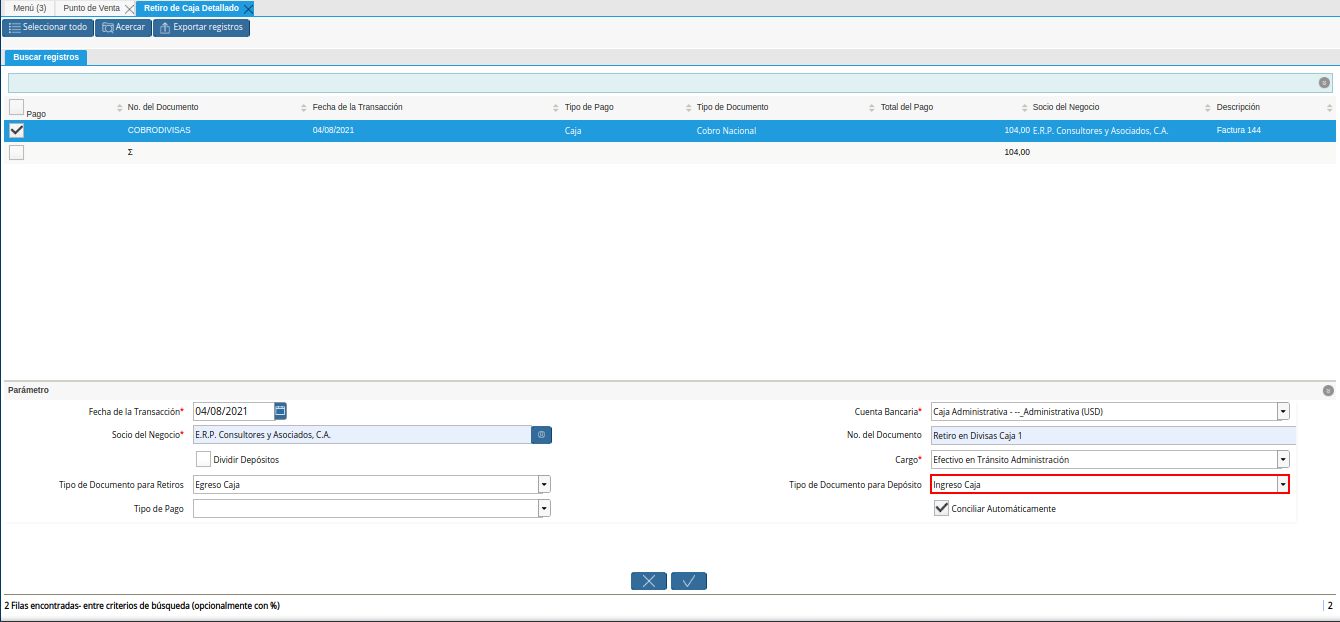 Menú (3) Punto de Venta Retiro de Caja Detallado
Seleccionar todo Acercar Exportar registros
Buscar registros
Pago No. del Documento Fecha de la Transacción Tipo de Pago Tipo de Documento Total del Pago Socio del Negocio Descripción
COBRODIVISAS 04/08/2021 Caja Cobro Nacional 104,00 E.R.P. Consultores y Asociados, C.A. Factura 144
Σ 104,00
Parámetro
Fecha de la Transacción* 04/08/2021 Cuenta Bancaria* Caja Administrativa - --_Administrativa (USD)
Socio del Negocio* E.R.P. Consultores y Asociados, C.A. No. del Documento Retiro en Divisas Caja 1
Dividir Depósitos Cargo* Efectivo en Tránsito Administración
Tipo de Documento para Retiros Egreso Caja Tipo de Documento para Depósito Ingreso Caja
Tipo de Pago Conciliar Automáticamente
2 Filas encontradas- entre criterios de búsqueda (opcionalmente con %) 2